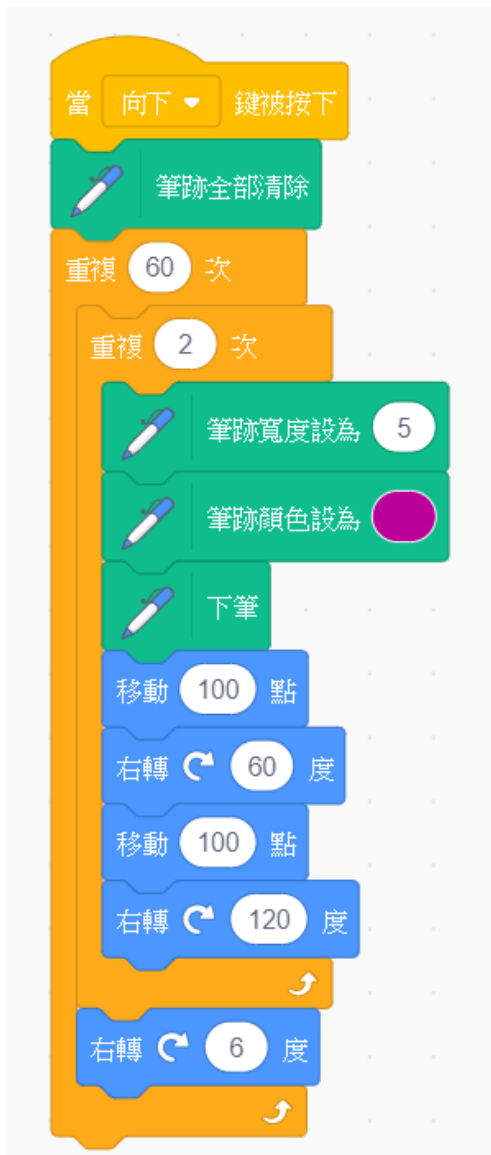 當 向下 鍵被按下
筆跡全部清除
重複 60 次
重複 2 次
筆跡寬度設為 5
筆跡顏色設為
下筆
移動 100 點
右轉 60 度
移動 100 點
右轉 120 度
右轉 6 度